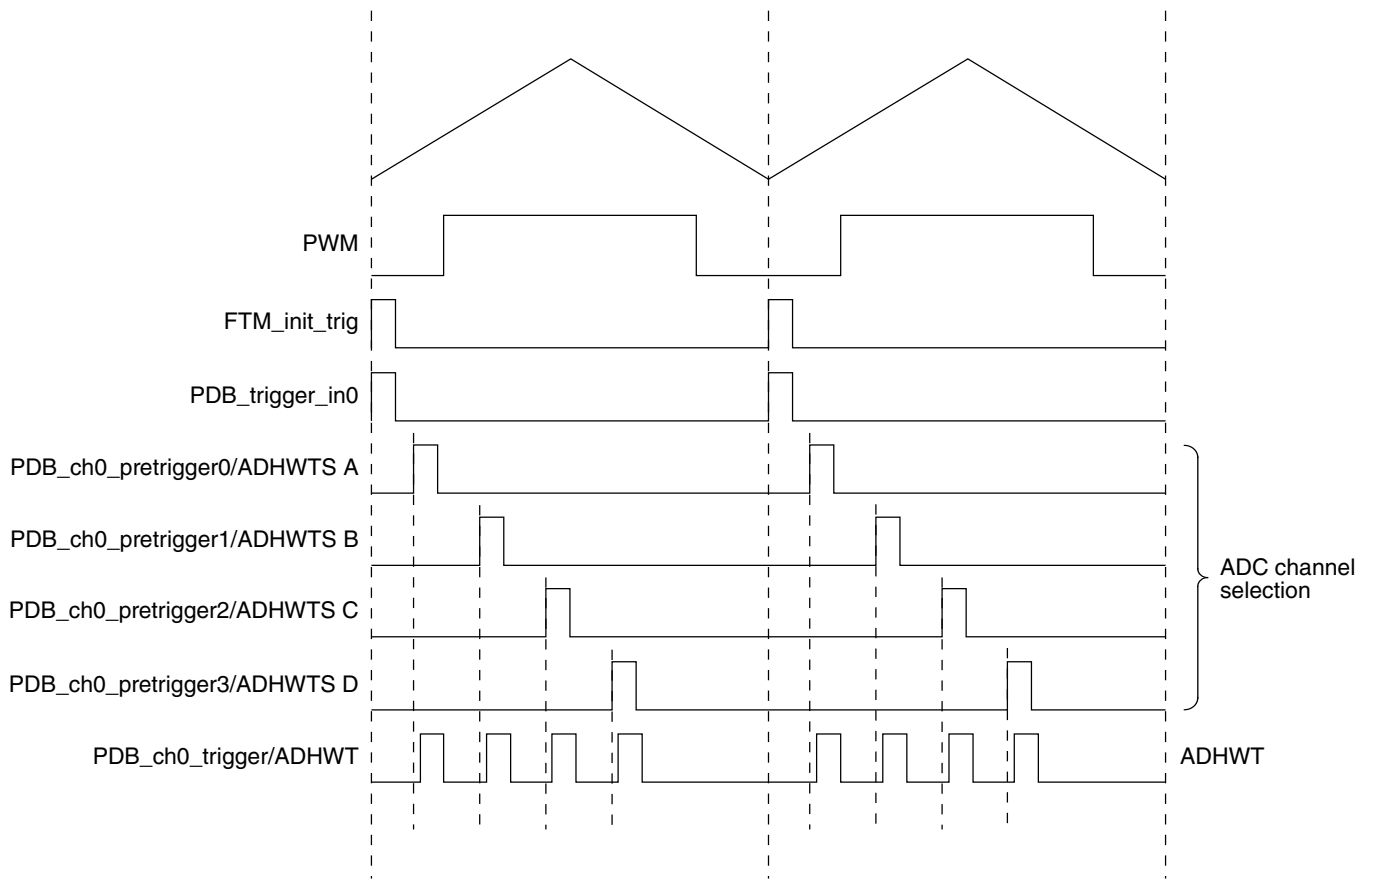 PWM
FTM_init_trig
PDB_trigger_in0
PDB_ch0_pretrigger0/ADHWTS A
PDB_ch0_pretrigger1/ADHWTS B
ADC channel
selection
PDB_ch0_pretrigger2/ADHWTS C
PDB_ch0_pretrigger3/ADHWTS D
PDB_ch0_trigger/ADHWT
ADHWT